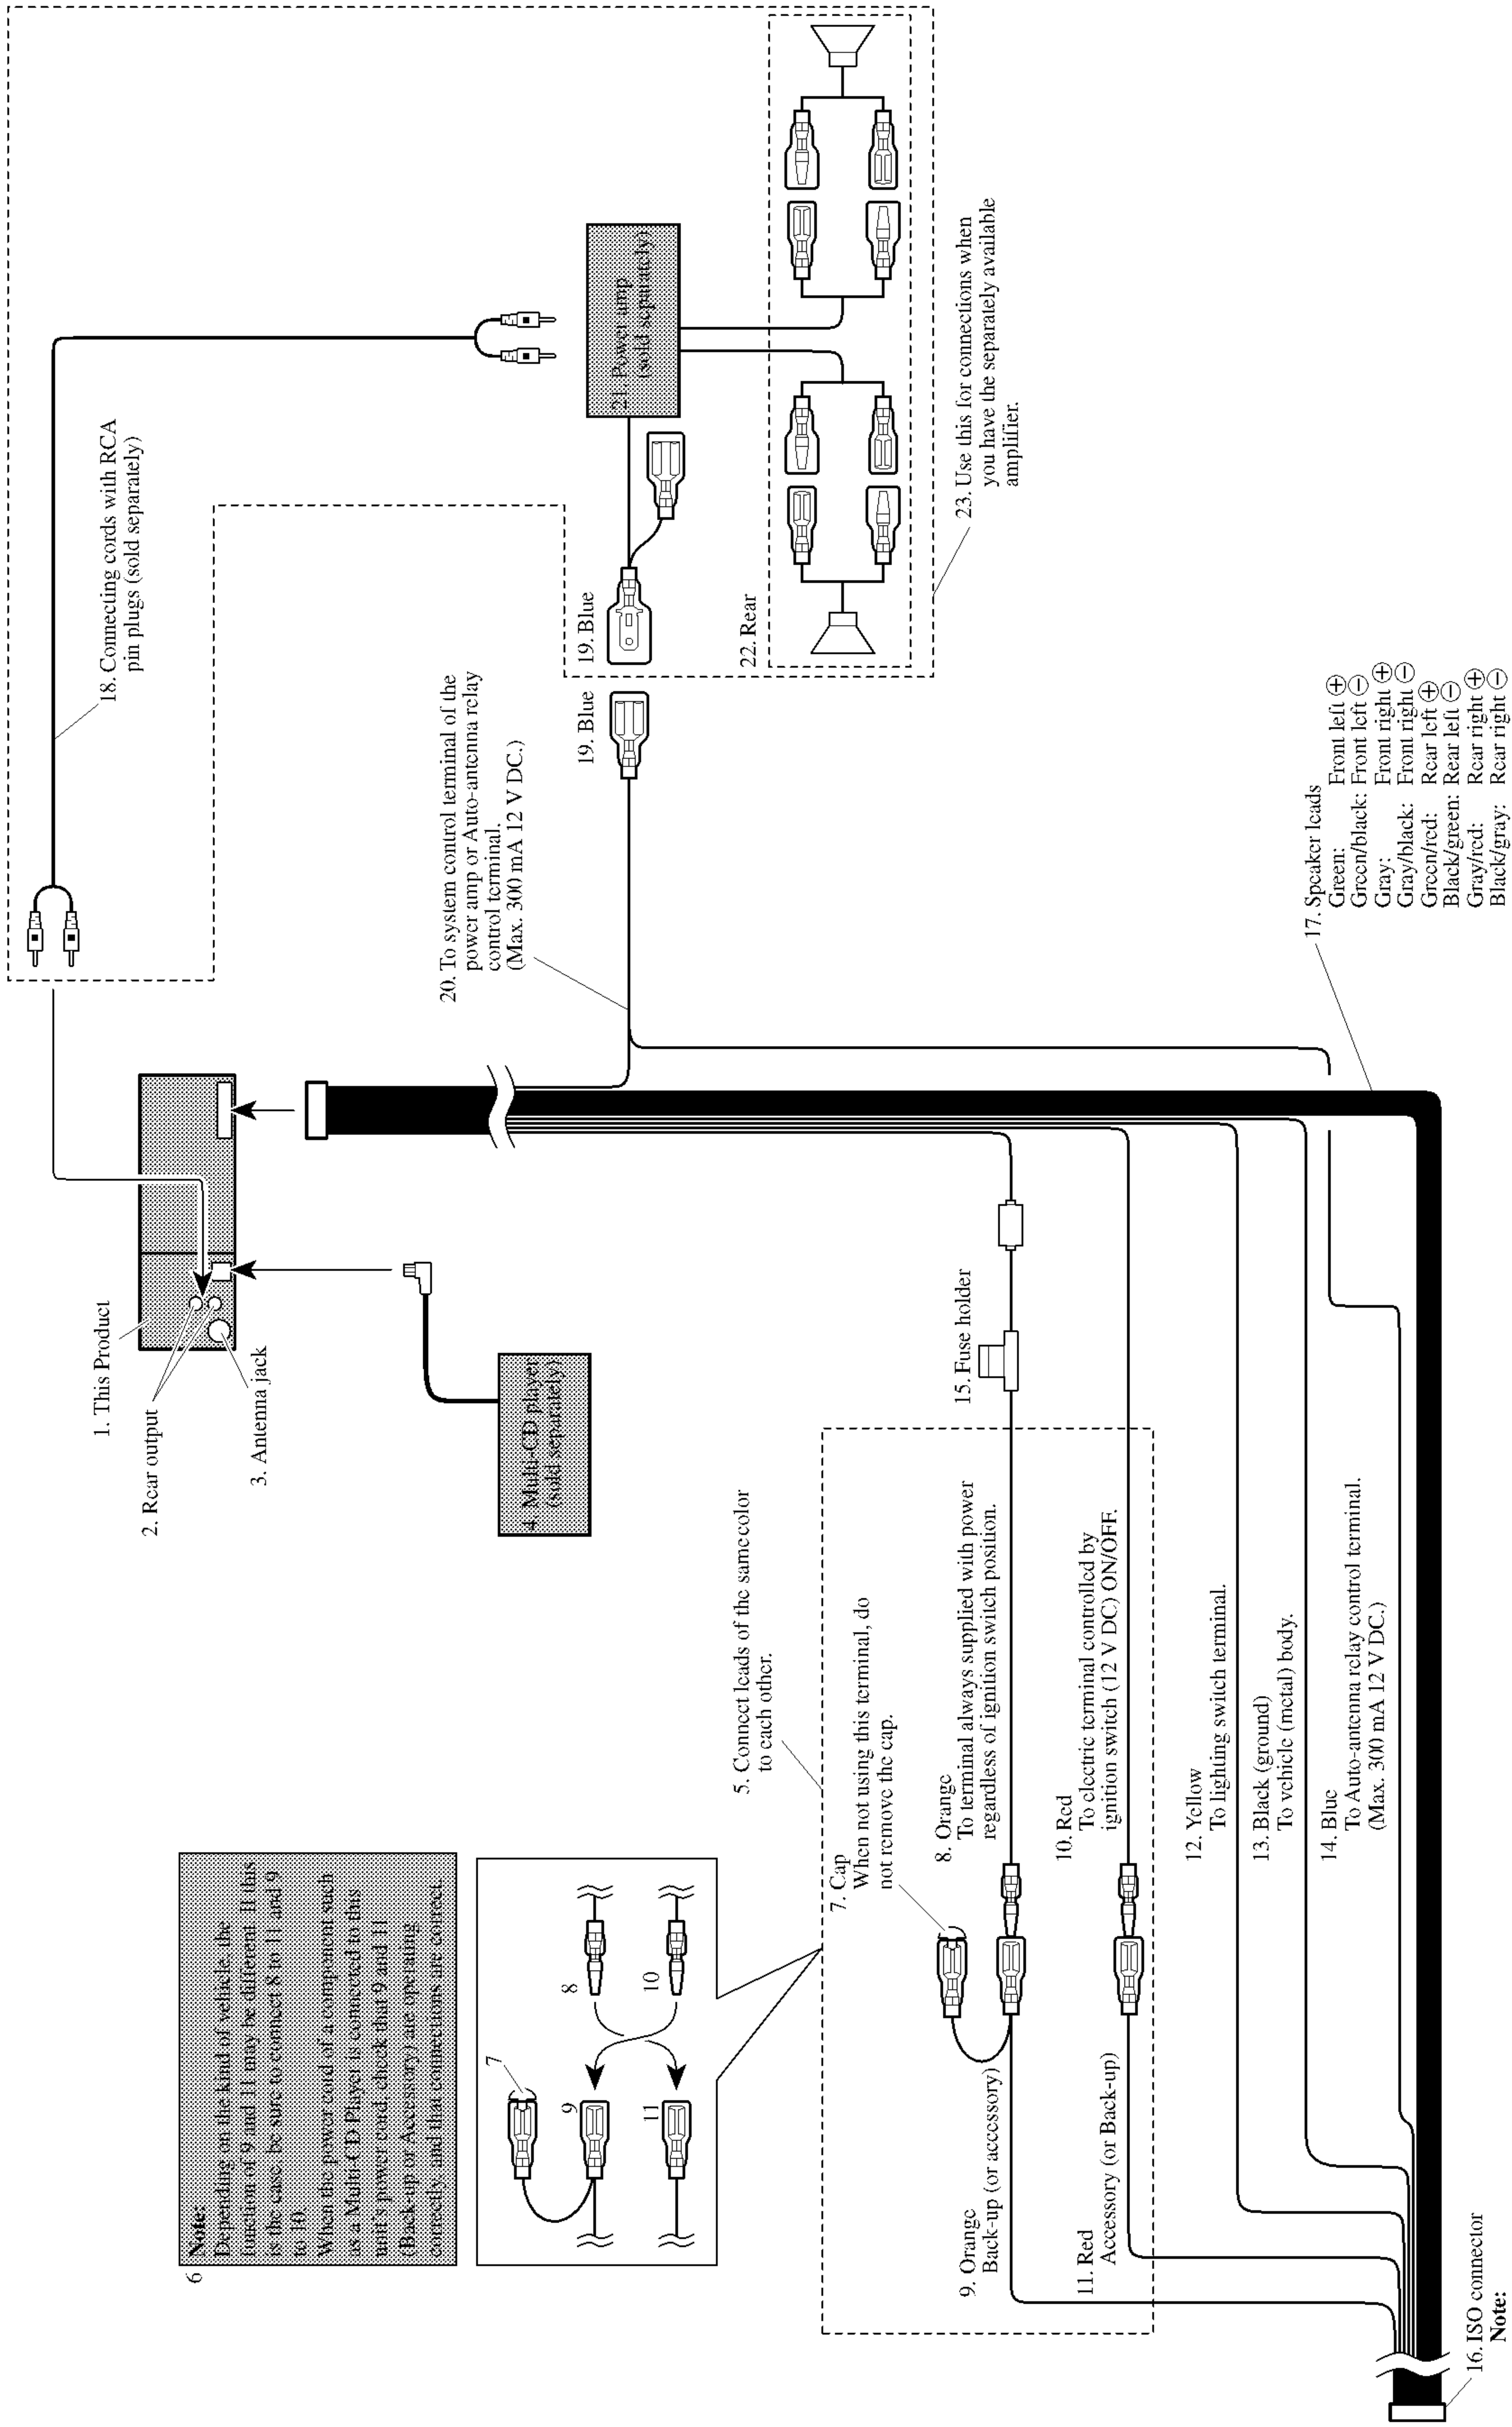 1. This Product
2. Rear output
3. Antenna jack
4. Multi-CD player
(sold separately)
5. Connect leads of the same color
to each other.
6 Note:
Depending on the kind of vehicle, the
function of 9 and 11 may be different. If this
is the case, be sure to connect 8 to 11 and 9
to 10.
When the power cord of a component such
as a Multi-CD Player is connected to this
unit's power cord, check that 9 and 11
(Back-up or Accessory) are operating
correctly, and that connections are correct.
7
8
9
10
11
7. Cap
When not using this terminal, do
not remove the cap.
8. Orange
To terminal always supplied with power
regardless of ignition switch position.
9. Orange
Back-up (or accessory)
10. Red
To electric terminal controlled by
ignition switch (12 V DC) ON/OFF.
11. Red
Accessory (or Back-up)
12. Yellow
To lighting switch terminal.
13. Black (ground)
To vehicle (metal) body.
14. Blue
To Auto-antenna relay control terminal.
(Max. 300 mA 12 V DC.)
15. Fuse holder
16. ISO connector
Note:
17. Speaker leads
Green: Front left ⊕
Green/black: Front left ⊖
Gray: Front right ⊕
Gray/black: Front right ⊖
Green/red: Rear left ⊕
Black/green: Rear left ⊖
Gray/red: Rear right ⊕
Black/gray: Rear right ⊖
18. Connecting cords with RCA
pin plugs (sold separately)
19. Blue
19. Blue
20. To system control terminal of the
power amp or Auto-antenna relay
control terminal.
(Max. 300 mA 12 V DC.)
21. Power amp
(sold separately)
22. Rear
23. Use this for connections when
you have the separately available
amplifier.